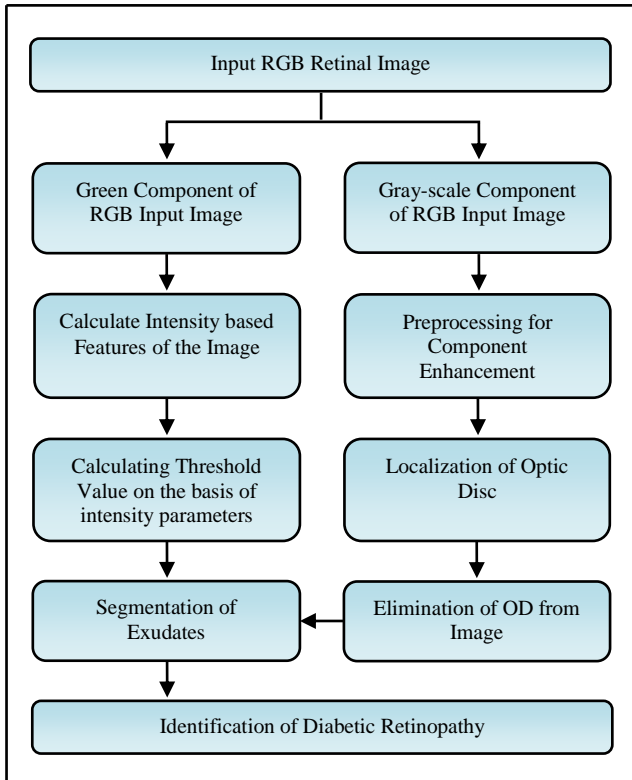 Input RGB Retinal Image
Green Component of
RGB Input Image
Gray-scale Component
of RGB Input Image
Calculate Intensity based
Features of the Image
Preprocessing for
Component
Enhancement
Calculating Threshold
Value on the basis of
intensity parameters
Localization of Optic
Disc
Segmentation of
Exudates
Elimination of OD from
Image
Identification of Diabetic Retinopathy